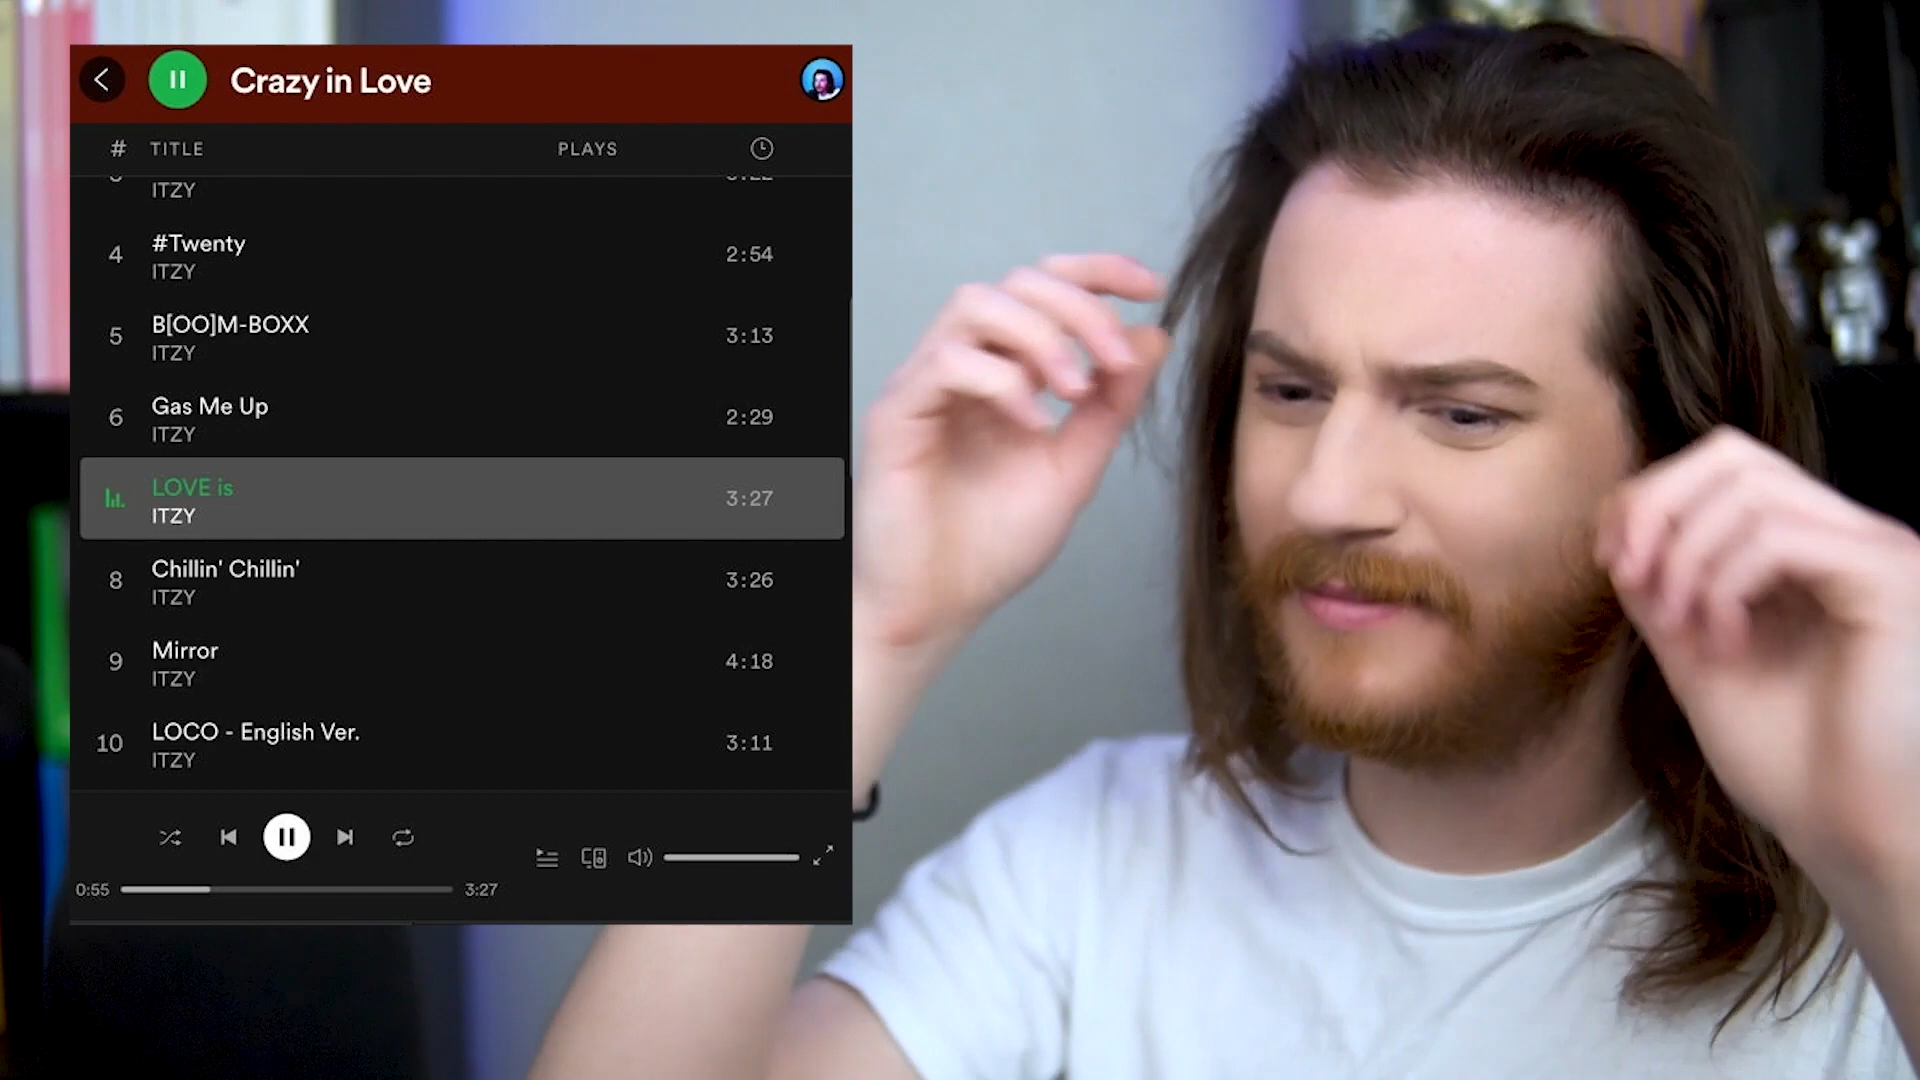 Crazy in Love
# TITLE PLAYS
ITZY
4 #Twenty 2:54
ITZY
5 B[OO]M-BOXX 3:13
ITZY
6 Gas Me Up 2:29
ITZY
LOVE is 3:27
ITZY
8 Chillin' Chillin' 3:26
ITZY
9 Mirror 4:18
ITZY
10 LOCO - English Ver. 3:11
ITZY
0:55 3:27